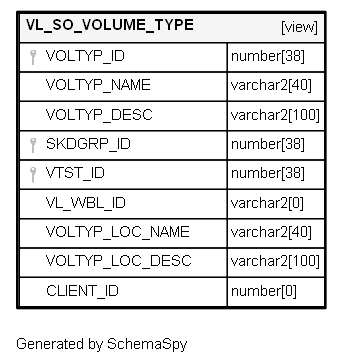 VL_SO_VOLUME_TYPE [view]
VOLTYP_ID number[38]
VOLTYP_NAME varchar2[40]
VOLTYP_DESC varchar2[100]
SKDGRP_ID number[38]
VTST_ID number[38]
VL_WBL_ID varchar2[0]
VOLTYP_LOC_NAME varchar2[40]
VOLTYP_LOC_DESC varchar2[100]
CLIENT_ID number[0]
Generated by SchemaSpy